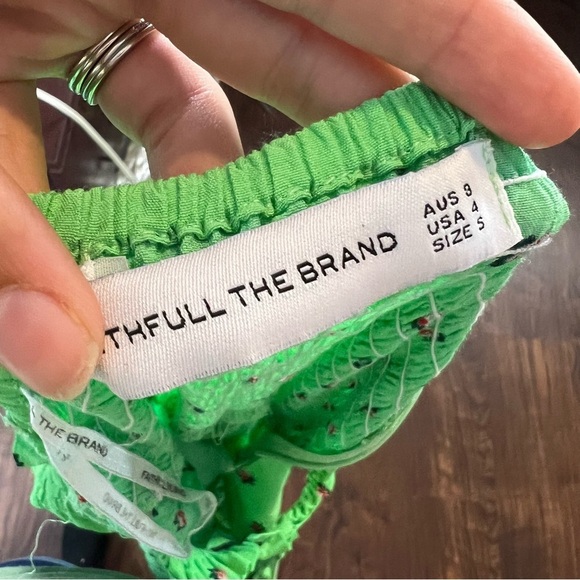 THFULL THE BRAND
AUS 8
USA 4
SIZE S
THE BRAND